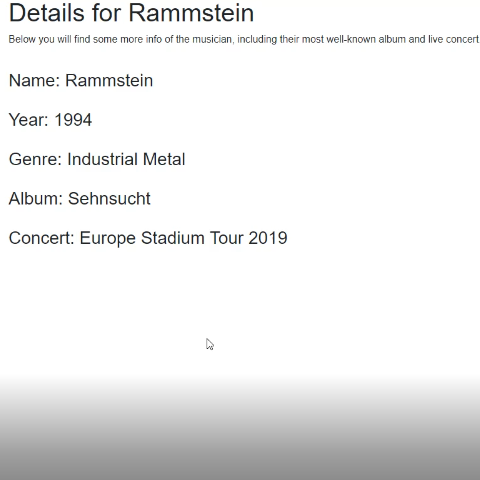 Details for Rammstein
Below you will find some more info of the musician, including their most well-known album and live concert
Name: Rammstein
Year: 1994
Genre: Industrial Metal
Album: Sehnsucht
Concert: Europe Stadium Tour 2019